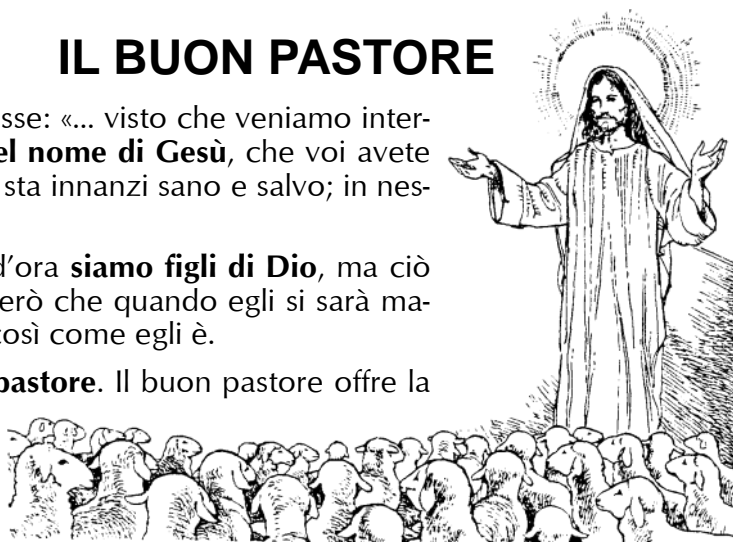 IL BUON PASTORE
sse: «... visto che veniamo inter-
el nome di Gesù, che voi avete
sta innanzi sano e salvo; in nes-
d'ora siamo figli di Dio, ma ciò
erò che quando egli si sarà ma-
così come egli è.
pastore. Il buon pastore offre la